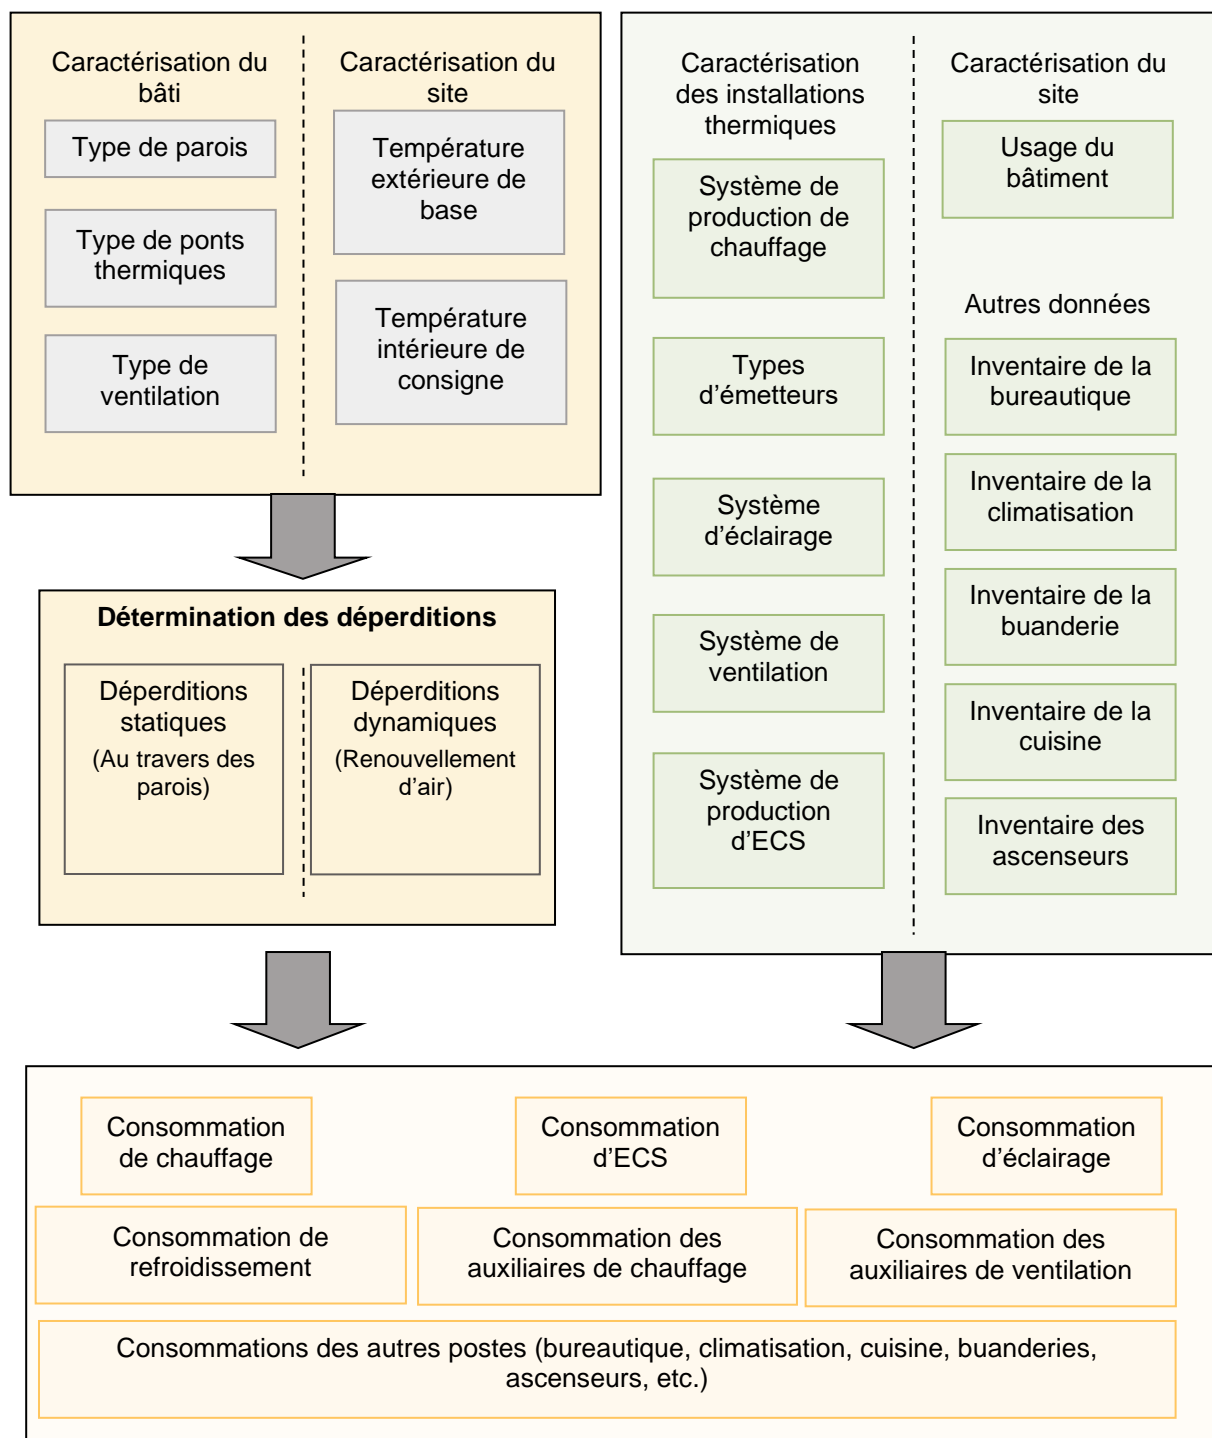 Caractérisation du
bâti
Type de parois
Type de ponts
thermiques
Type de
ventilation
Caractérisation du
site
Température
extérieure de
base
Température
intérieure de
consigne
Détermination des déperditions
Déperditions
statiques
(Au travers des
parois)
Déperditions
dynamiques
(Renouvellement
d’air)
Caractérisation
des installations
thermiques
Système de
production de
chauffage
Types
d’émetteurs
Système
d’éclairage
Système de
ventilation
Système de
production
d’ECS
Caractérisation du
site
Usage du
bâtiment
Autres données
Inventaire de la
bureautique
Inventaire de la
climatisation
Inventaire de la
buanderie
Inventaire de la
cuisine
Inventaire des
ascenseurs
Consommation
de chauffage
Consommation
d’ECS
Consommation
d’éclairage
Consommation de
refroidissement
Consommation des
auxiliaires de chauffage
Consommation des
auxiliaires de ventilation
Consommations des autres postes (bureautique, climatisation, cuisine, buanderies,
ascenseurs, etc.)